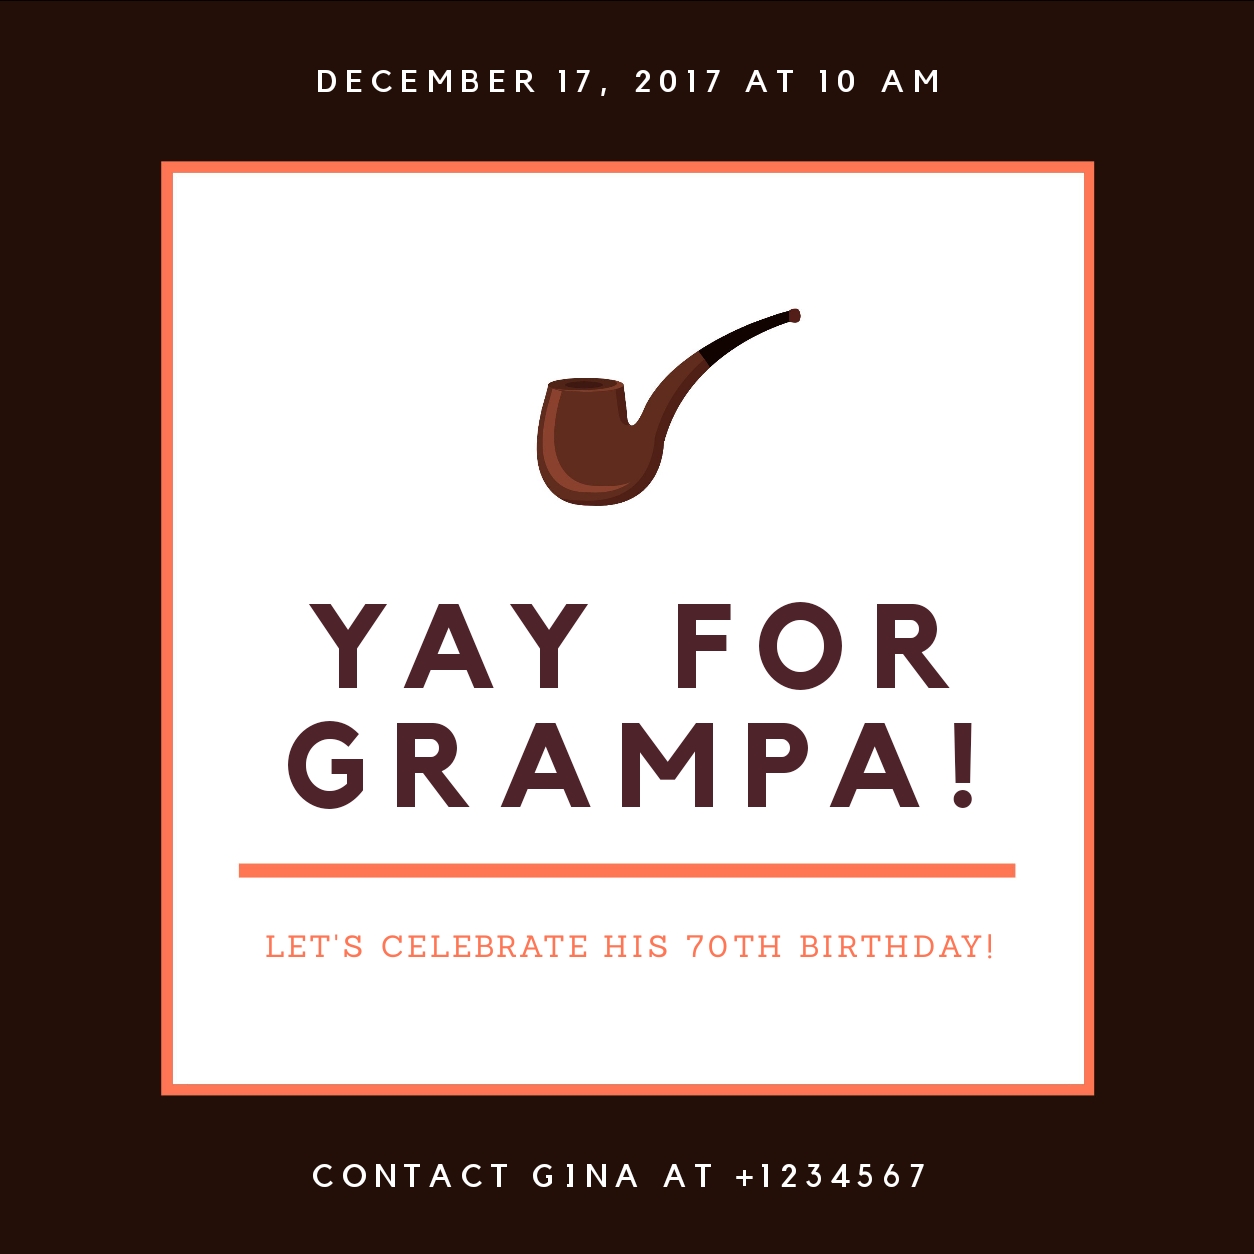 DECEMBER 17, 2017 AT 10 AM
YAY FOR
GRAMPA!
LET'S CELEBRATE HIS 70TH BIRTHDAY!
CONTACT GINA AT +1234567